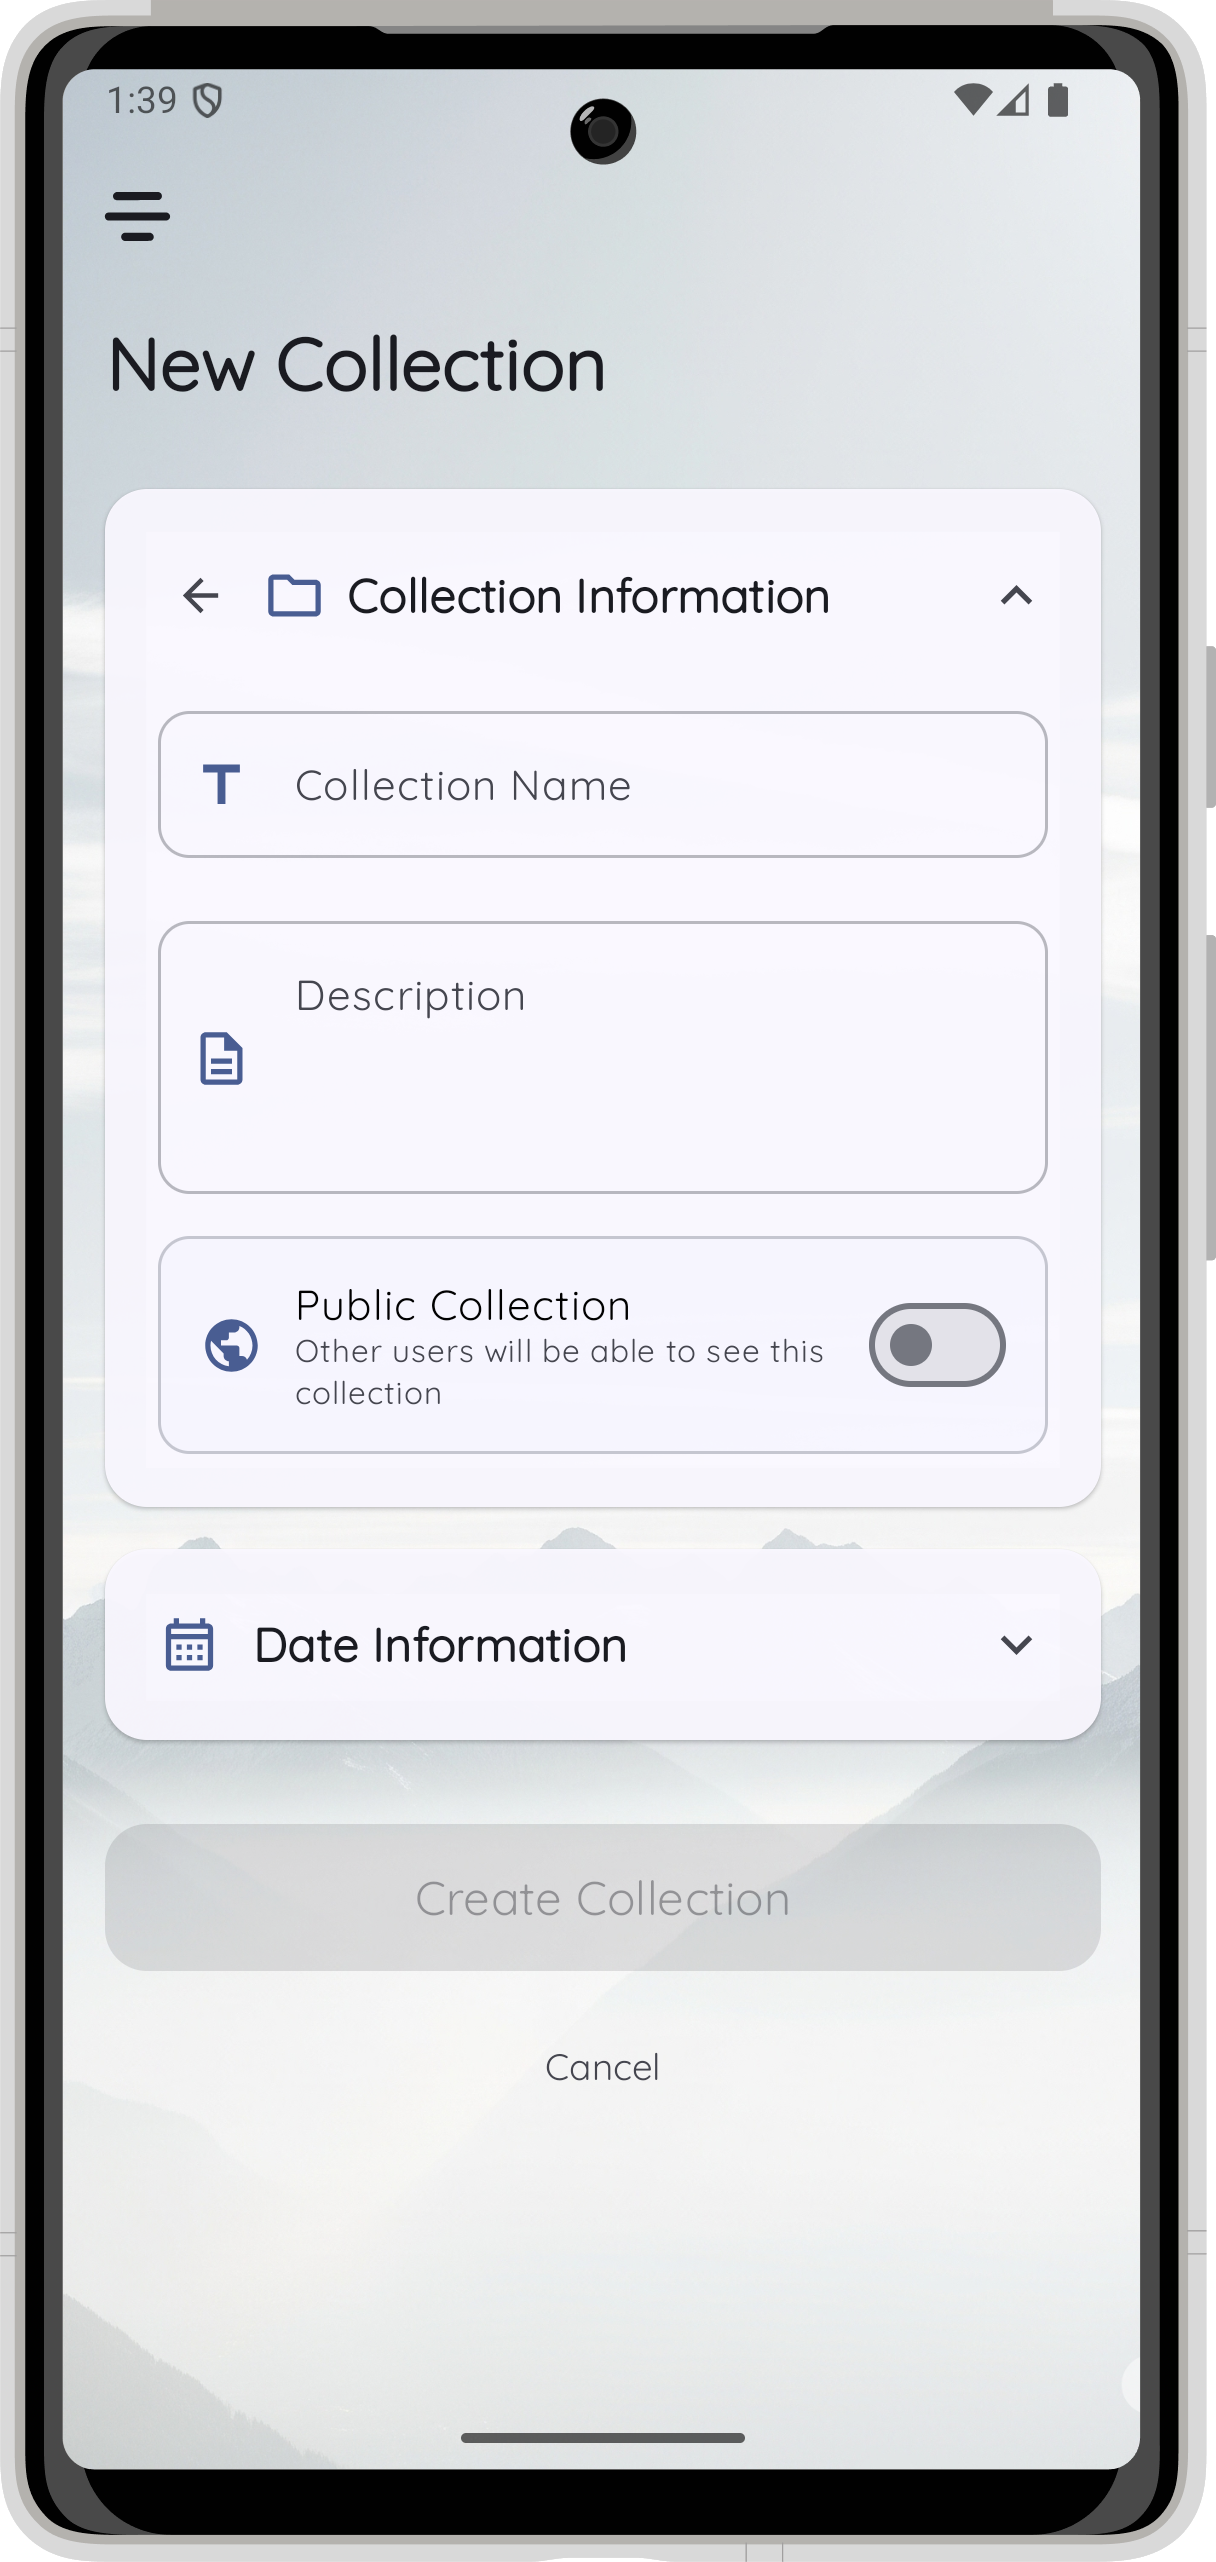 1:39
New Collection
Collection Information
Collection Name
Description
Public Collection
Other users will be able to see this
collection
Date Information
Create Collection
Cancel